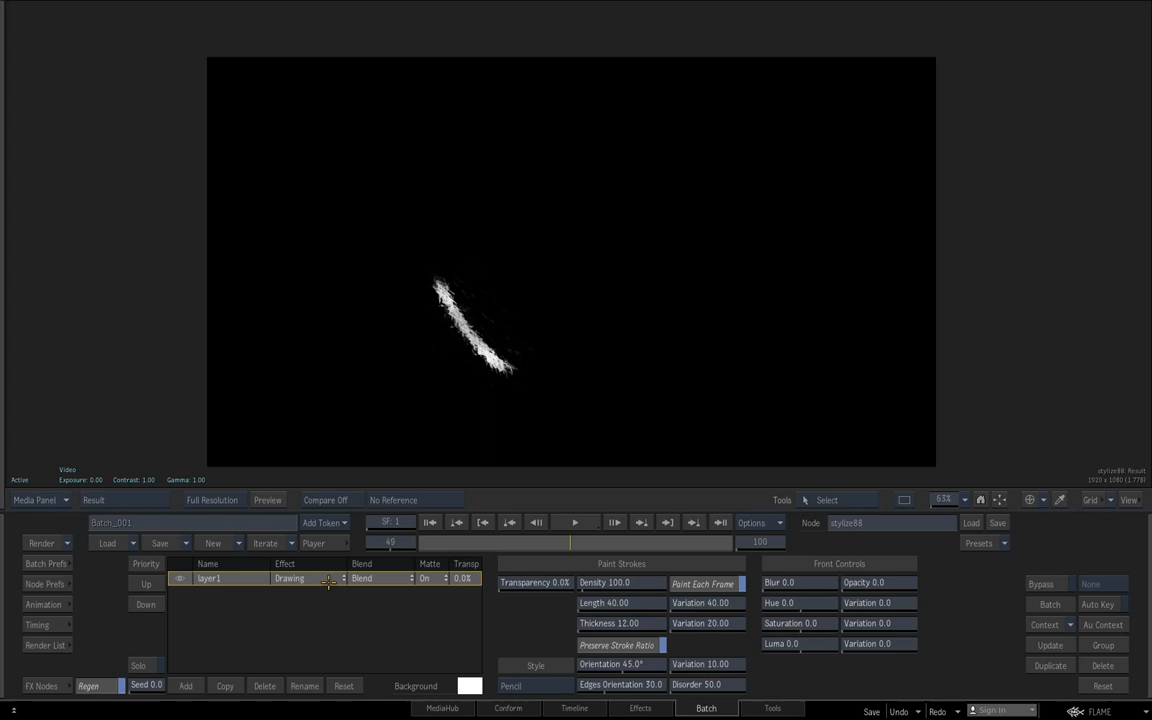 Video
Active Exposure: 0.00 Contrast: 1.00 Gamma: 1.00
stylize88: Result
1920 x 1080 (1.778)
Media Panel Result Full Resolution Preview Compare Off No Reference Tools Select 63% Grid View
Batch_001 Add Token SF: 1 Options Node stylize88 Load Save
Render Load Save New Iterate Player 49 100 Presets
Batch Prefs Priority Name Effect Blend Matte Transp Paint Strokes Front Controls
Node Prefs Up layer1 Drawing Blend On 0.0% Transparency 0.0% Density 100.0 Paint Each Frame Blur 0.0 Opacity 0.0 Bypass None
Animation Down Length 40.00 Variation 40.00 Hue 0.0 Variation 0.0 Batch Auto Key
Timing Thickness 12.00 Variation 20.00 Saturation 0.0 Variation 0.0 Context Au Context
Render List Preserve Stroke Ratio Luma 0.0 Variation 0.0 Update Group
Solo Style Orientation 45.0° Variation 10.00 Duplicate Delete
FX Nodes Regen Seed 0.0 Add Copy Delete Rename Reset Background Pencil Edges Orientation 30.0 Disorder 50.0 Reset
MediaHub Conform Timeline Effects Batch Tools Save Undo Redo Sign In FLAME